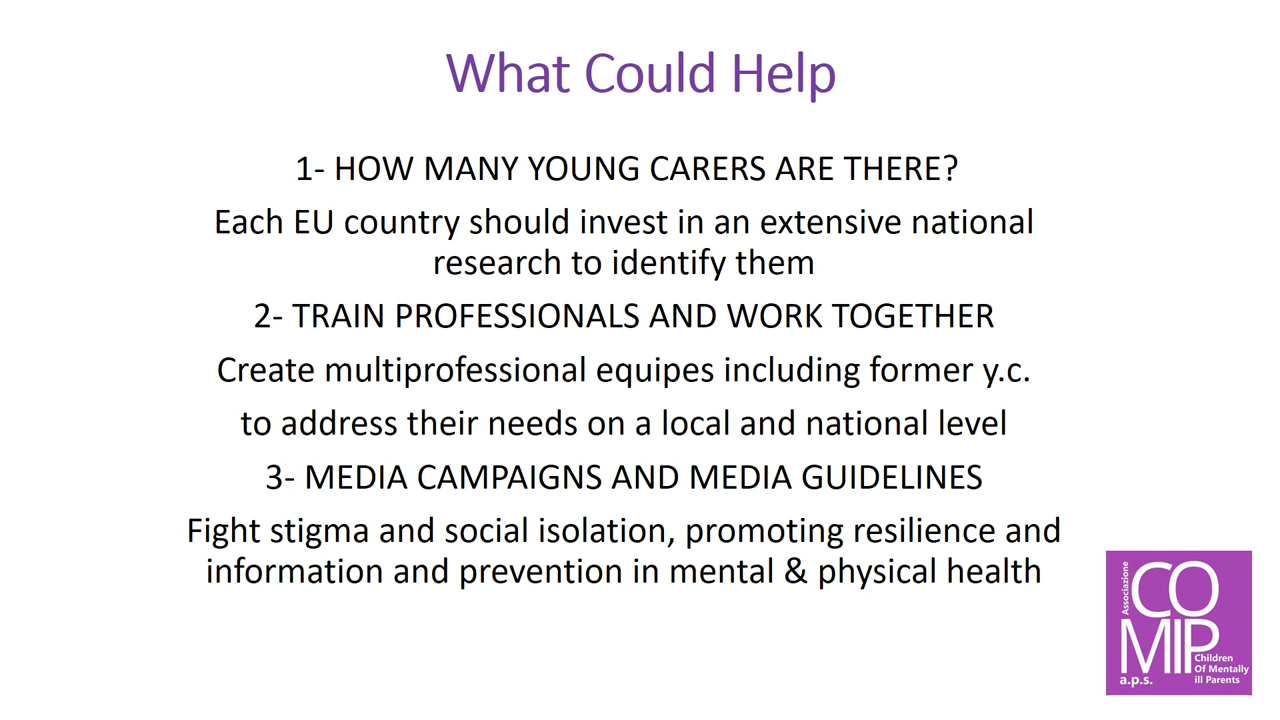 What Could Help
1- HOW MANY YOUNG CARERS ARE THERE?
Each EU country should invest in an extensive national
research to identify them
2- TRAIN PROFESSIONALS AND WORK TOGETHER
Create multiprofessional equipes including former y.c.
to address their needs on a local and national level
3- MEDIA CAMPAIGNS AND MEDIA GUIDELINES
Fight stigma and social isolation, promoting resilience and
information and prevention in mental & physical health
Associazione
CO
MIP
Children
Of Mentally
ill Parents
a.p.s.